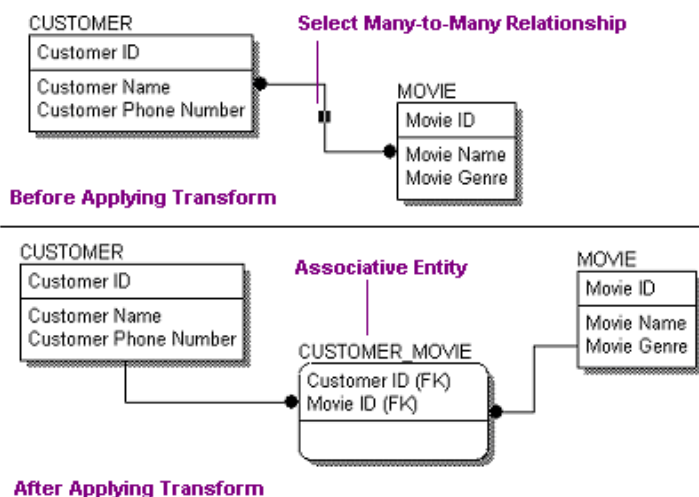 CUSTOMER
Select Many-to-Many Relationship
Customer ID
Customer Name
Customer Phone Number
MOVIE
Movie ID
Movie Name
Movie Genre
Before Applying Transform
CUSTOMER
Customer ID
Customer Name
Customer Phone Number
Associative Entity
MOVIE
Movie ID
Movie Name
Movie Genre
CUSTOMER_MOVIE
Customer ID (FK)
Movie ID (FK)
After Applying Transform